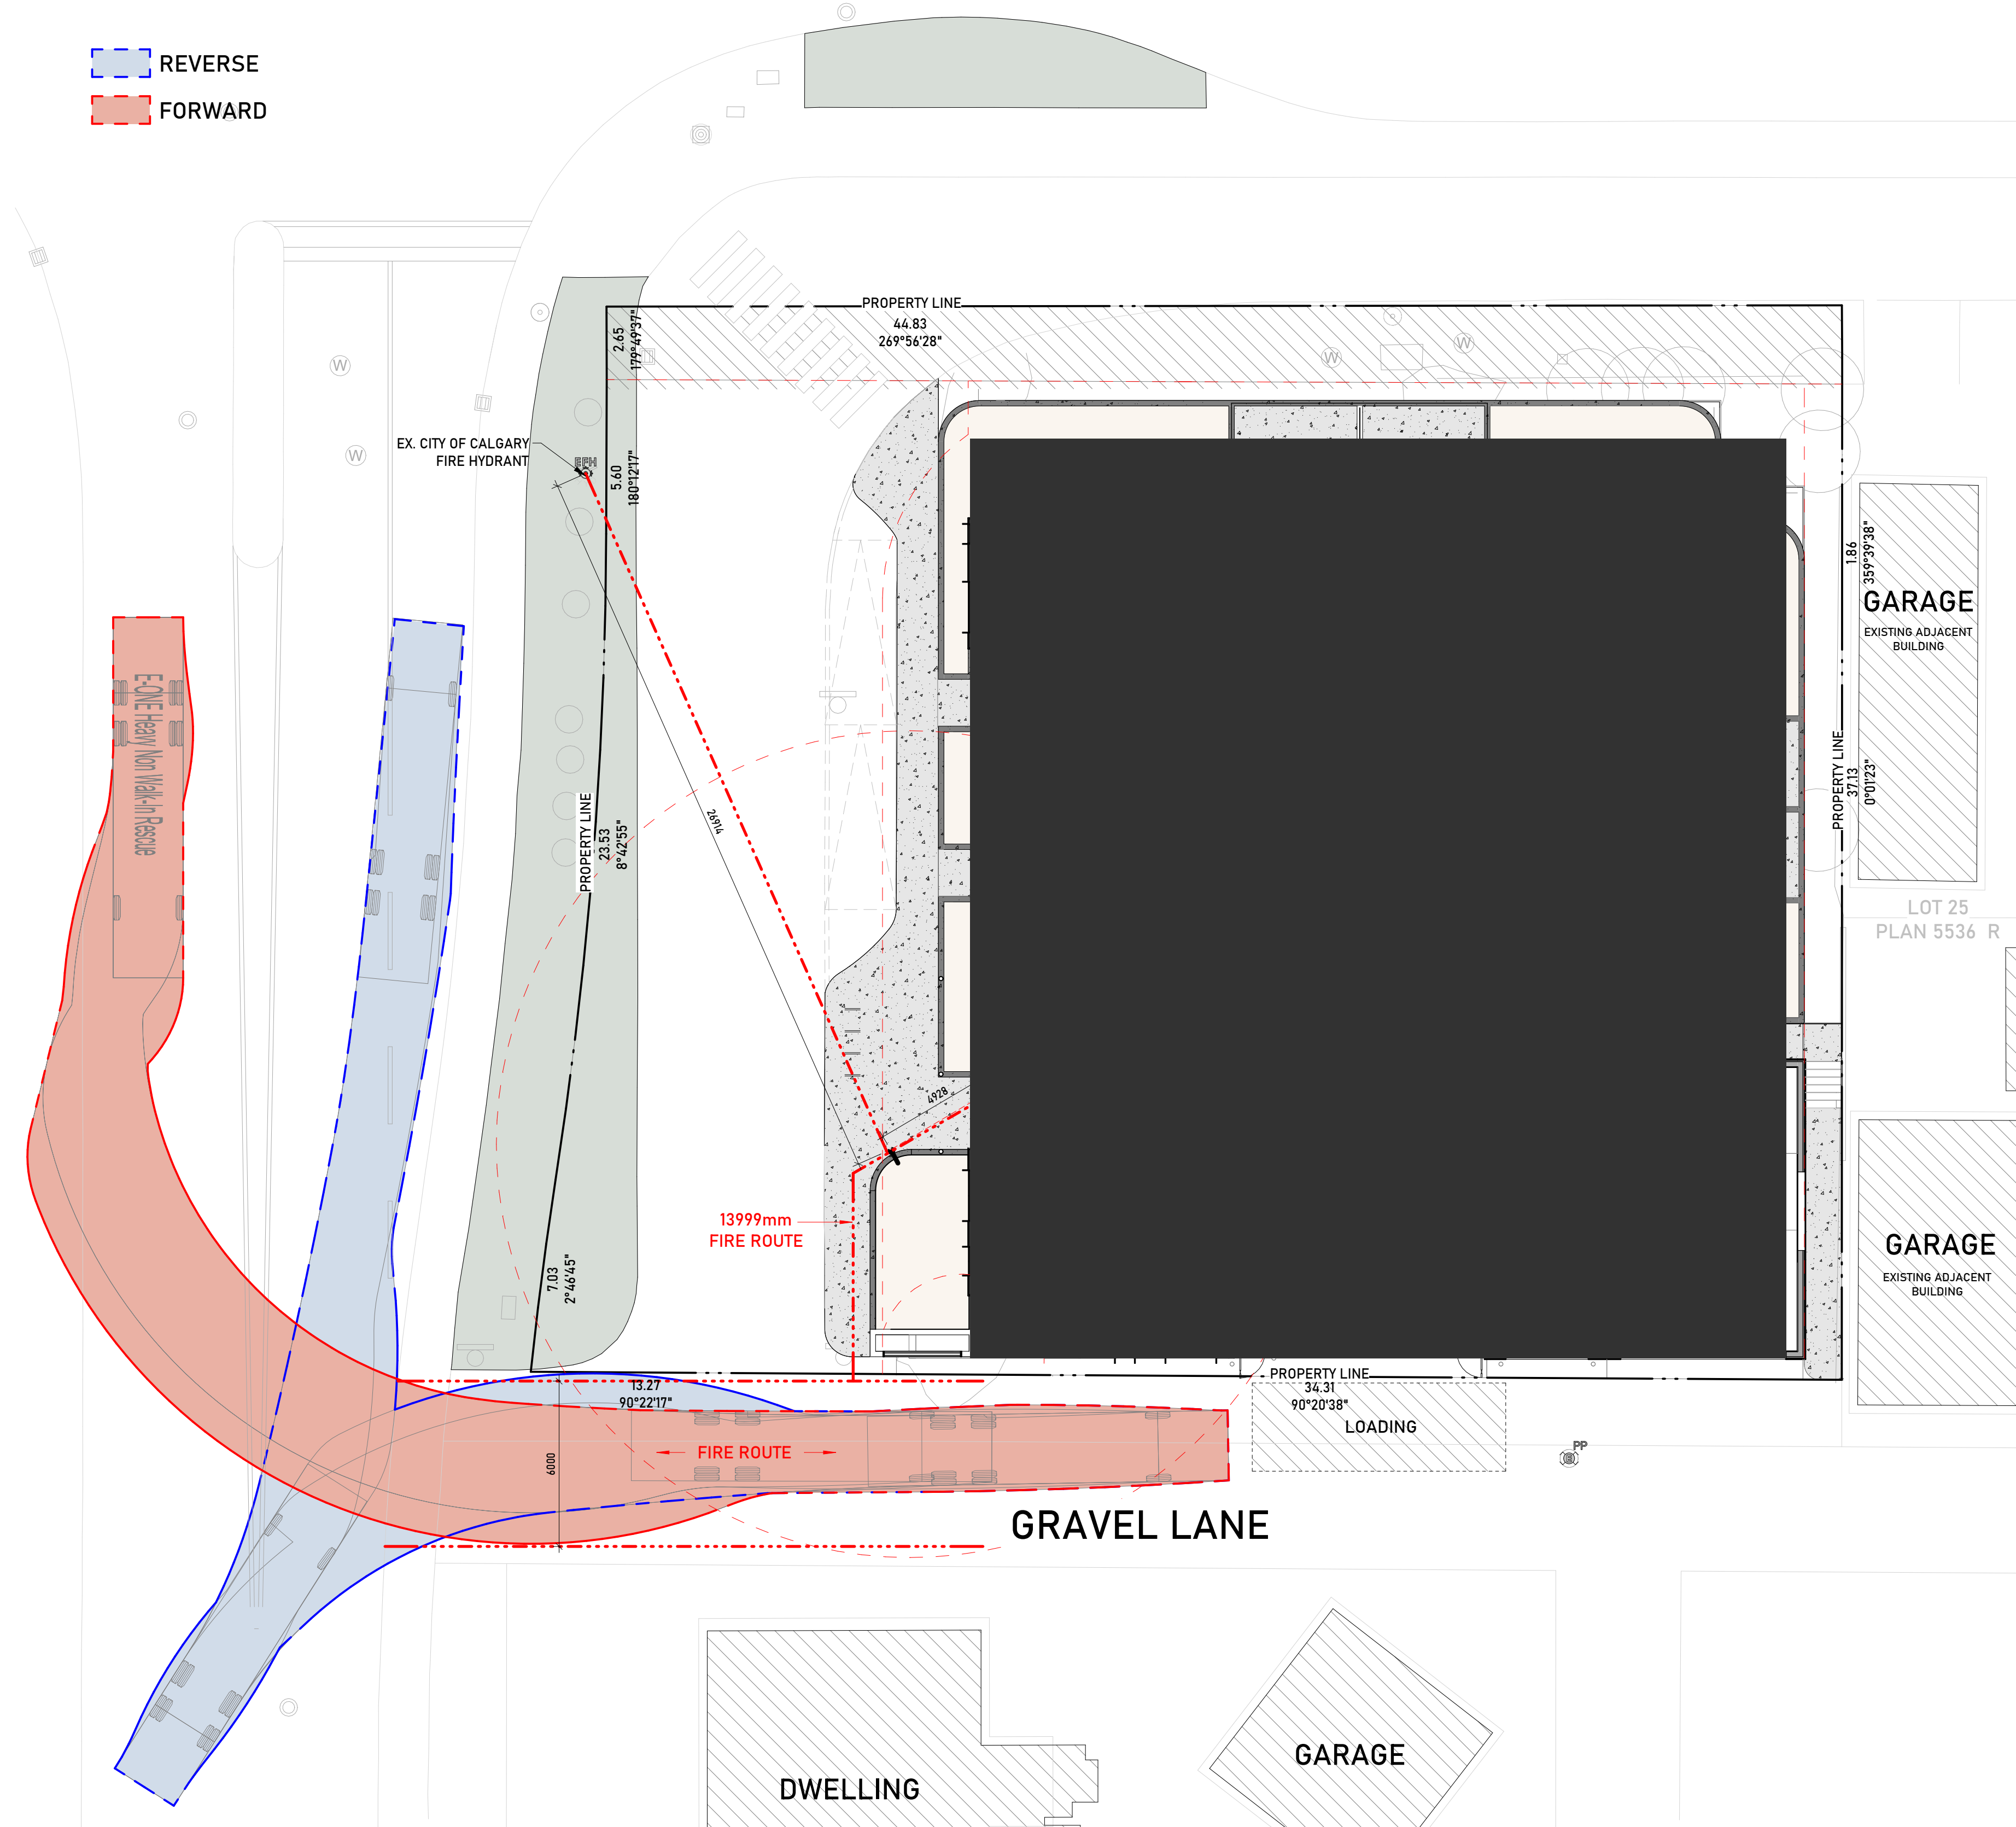 REVERSE
FORWARD
PROPERTY LINE
44.83
269°56'28"
2.65
179°49'37"
W
W
W
W
EX. CITY OF CALGARY
FIRE HYDRANT
EFH
5.60
180°12'17"
1.86
359°39'38"
GARAGE
EXISTING ADJACENT
BUILDING
E-ONE Heavy Non Walk-In Rescue
26914
PROPERTY LINE
23.53
8°42'55"
PROPERTY LINE
37.13
0°01'23"
LOT 25
PLAN 5536 R
4928
13999mm
FIRE ROUTE
7.03
2°46'45"
GARAGE
EXISTING ADJACENT
BUILDING
13.27
90°22'17"
PROPERTY LINE
34.31
90°20'38"
LOADING
FIRE ROUTE
6000
PP
GRAVEL LANE
DWELLING
GARAGE